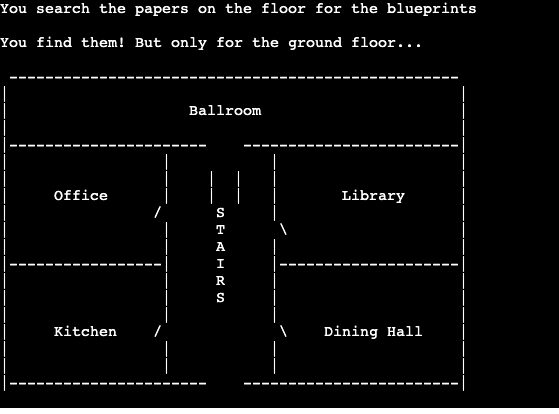 You search the papers on the floor for the blueprints
You find them! But only for the ground floor...
Ballroom
Office
Library
STAIRS
Kitchen
Dining Hall